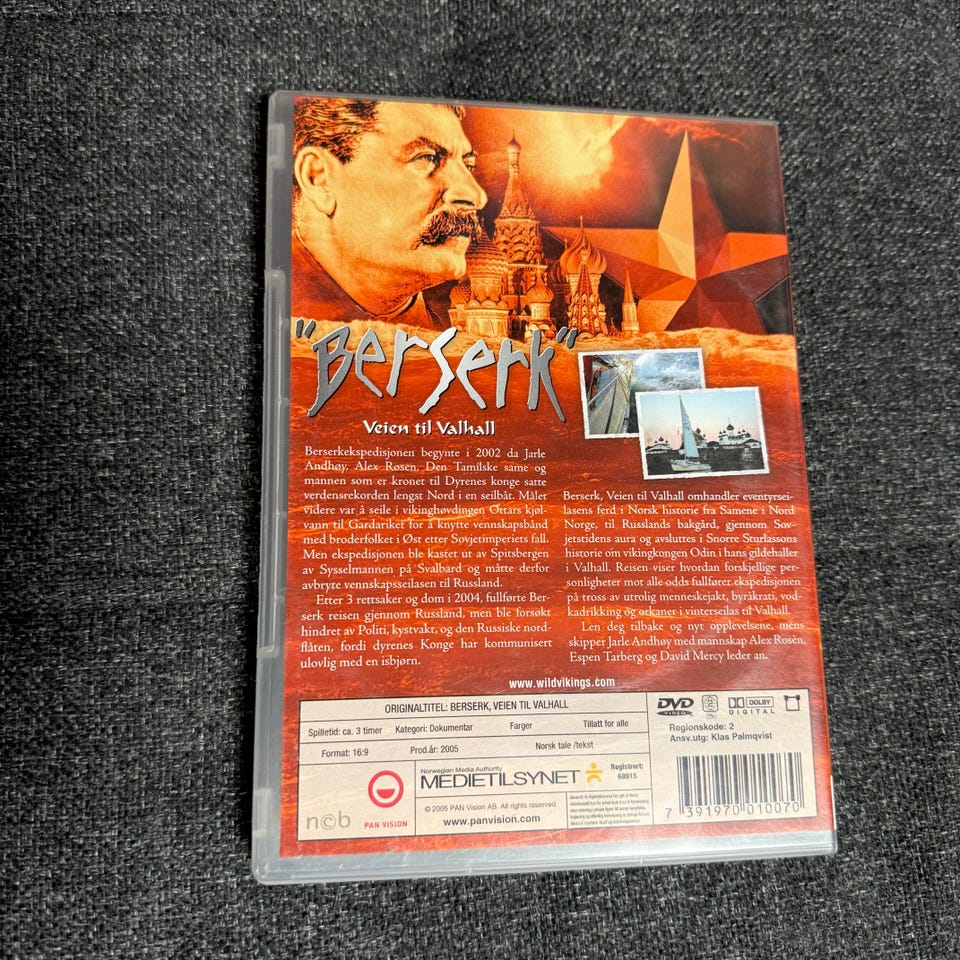 "Berserk"
Veien til Valhall
Berserkekspedisjonen begynte i 2002 da Jarle
Andhøy, Alex Rosen, Den Tamilske same og
mannen som er kronet til Dyrenes konge satte
verdensrekorden lengst Nord i en seilbåt. Målet
videre var å seile i vikinghøvdingen Ottars kjøl-
vann til Gardariket for å knytte vennskapsbånd
med broderfolket i Øst etter Sovjetimperiets fall.
Men ekspedisjonen ble kastet ut av Spitsbergen
av Sysselmannen på Svalbard og måtte derfor
avbryte vennskapsseilasen til Russland.
Etter 3 rettsaker og dom i 2004, fullførte Ber-
serk reisen gjennom Russland, men ble forsøkt
hindret av Politi, kystvakt, og den Russiske nord-
flåten, fordi dyrenes Konge har kommunisert
ulovlig med en isbjørn.
Berserk, Veien til Valhall omhandler eventyrsei-
lasens ferd i Norsk historie fra Samene i Nord
Norge, til Russlands bakgård, gjennom Sov-
jetstidens aura og avsluttes i Snorre Sturlassons
historie om vikingkongen Odin i hans gildehaller
i Valhall. Reisen viser hvordan forskjellige per-
sonligheter mot alle odds fullfører ekspedisjonen
på tross av utrolig menneskejakt, byråkrati, vod-
kadrikking og orkaner i vinterseilas til Valhall.
Len deg tilbake og nyt opplevelsene, mens
skipper Jarle Andhøy med mannskap Alex Rosèn,
Espen Tarberg og David Mercy leder an.
www.wildvikings.com
ORIGINALTITEL: BERSERK, VEIEN TIL VALHALL
Spilletid: ca. 3 timer Kategori: Dokumentar Farger Tillatt for alle
Format: 16:9 Prod.år: 2005 Norsk tale /tekst
DVD VIDEO 2 DOLBY DIGITAL
Regionskode: 2
Ansv.utg: Klas Palmqvist
n©b
PAN VISION
Norwegian Media Authority
MEDIETILSYNET
Registrert:
68915
© 2005 PAN Vision AB. All rights reserved.
www.panvision.com
7 391970 010070